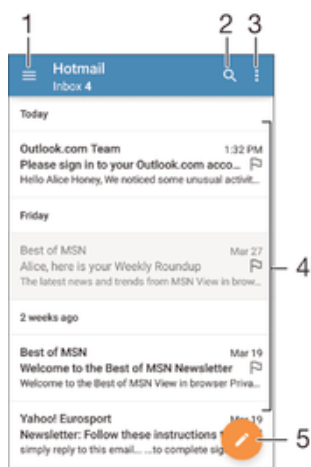 1 2 3
Hotmail
Inbox 4
Today
Outlook.com Team 1:32 PM
Please sign in to your Outlook.com acco...
Hello Alice Honey, We noticed some unusual activit...
Friday
Best of MSN Mar 27
Alice, here is your Weekly Roundup
The latest news and trends from MSN View in brow...
4
2 weeks ago
Best of MSN Mar 19
Welcome to the Best of MSN Newsletter
Welcome to the Best of MSN View in browser Priva...
Yahoo! Eurosport Mar 19
Newsletter: Follow these instructions
simply reply to this email... ...to complete
5